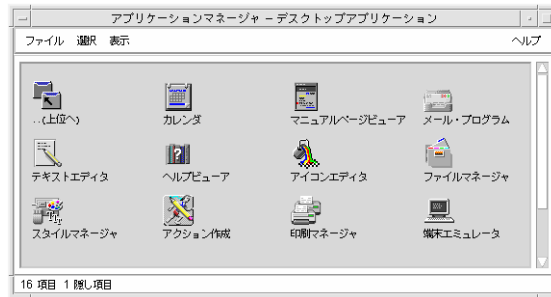 アプリケーションマネージャ – デスクトップアプリケーション
ファイル 選択 表示 ヘルプ
..(上位へ) カレンダ マニュアルページビューア メール・プログラム
テキストエディタ ヘルプビューア アイコンエディタ ファイルマネージャ
スタイルマネージャ アクション作成 印刷マネージャ 端末エミュレータ
16 項目 1 隠し項目